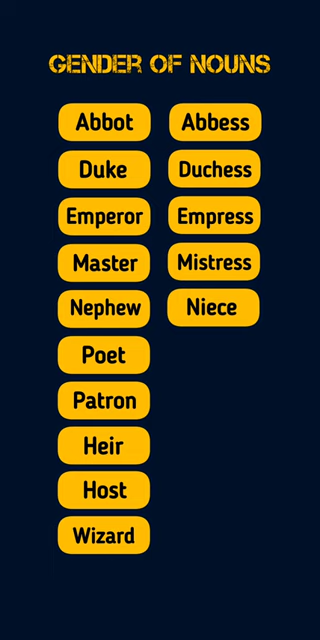 GENDER OF NOUNS
Abbot Abbess
Duke Duchess
Emperor Empress
Master Mistress
Nephew Niece
Poet
Patron
Heir
Host
Wizard